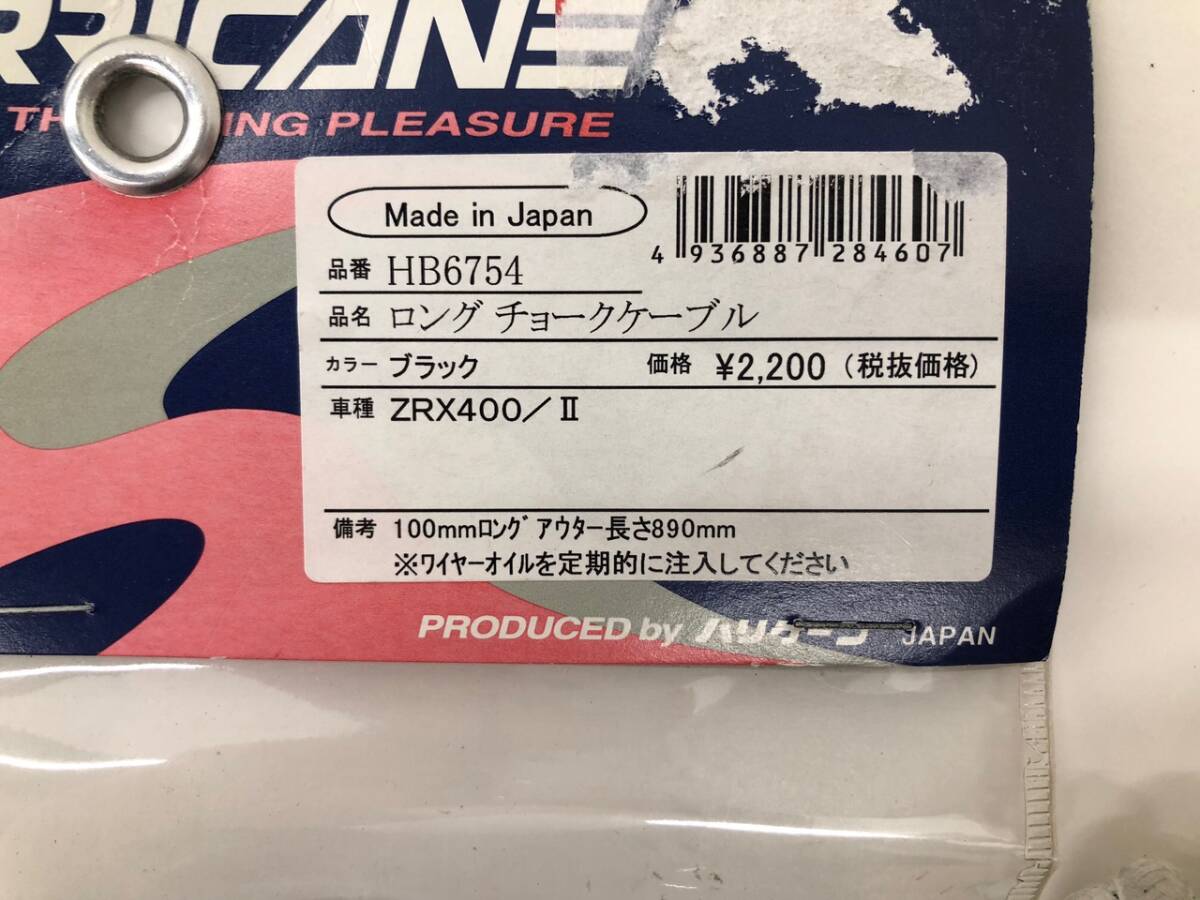 RRICANE
ING PLEASURE
Made in Japan
4 936887 284607
品番 HB6754
品名 ロング チョークケーブル
カラー ブラック 価格 ¥2,200 (税抜価格)
車種 ZRX400/Ⅱ
備考 100mmﾛﾝｸﾞ ｱｳﾀｰ長さ890mm
※ﾜｲﾔｰｵｲﾙを定期的に注入してください
PRODUCED by ハリケーン JAPAN